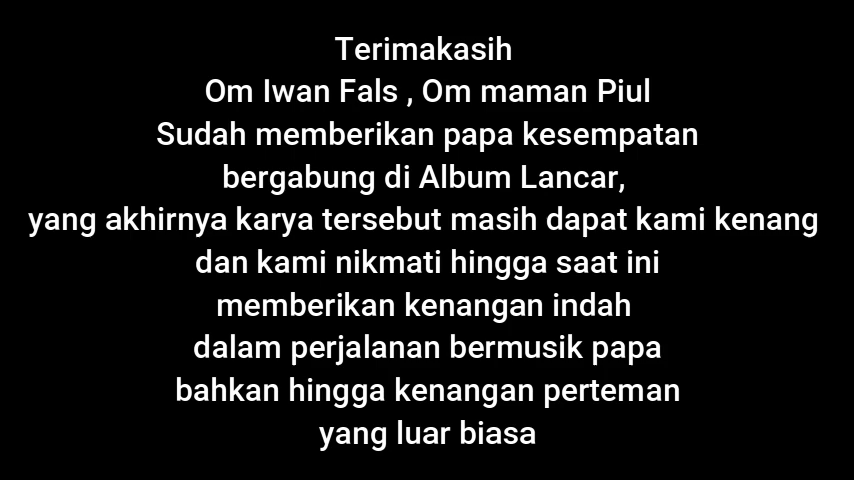 Terimakasih
Om Iwan Fals , Om maman Piul
Sudah memberikan papa kesempatan
bergabung di Album Lancar,
yang akhirnya karya tersebut masih dapat kami kenang
dan kami nikmati hingga saat ini
memberikan kenangan indah
dalam perjalanan bermusik papa
bahkan hingga kenangan perteman
yang luar biasa